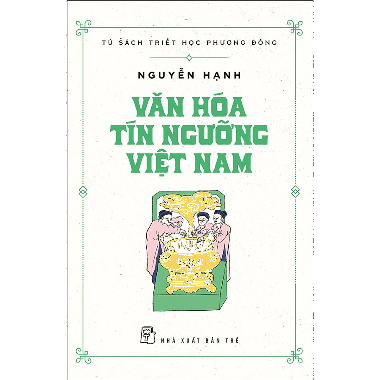 TỦ SÁCH TRIẾT HỌC PHƯƠNG ĐÔNG
NGUYỄN HẠNH
VĂN HÓA
TÍN NGƯỠNG
VIỆT NAM
NHÀ XUẤT BẢN TRẺ